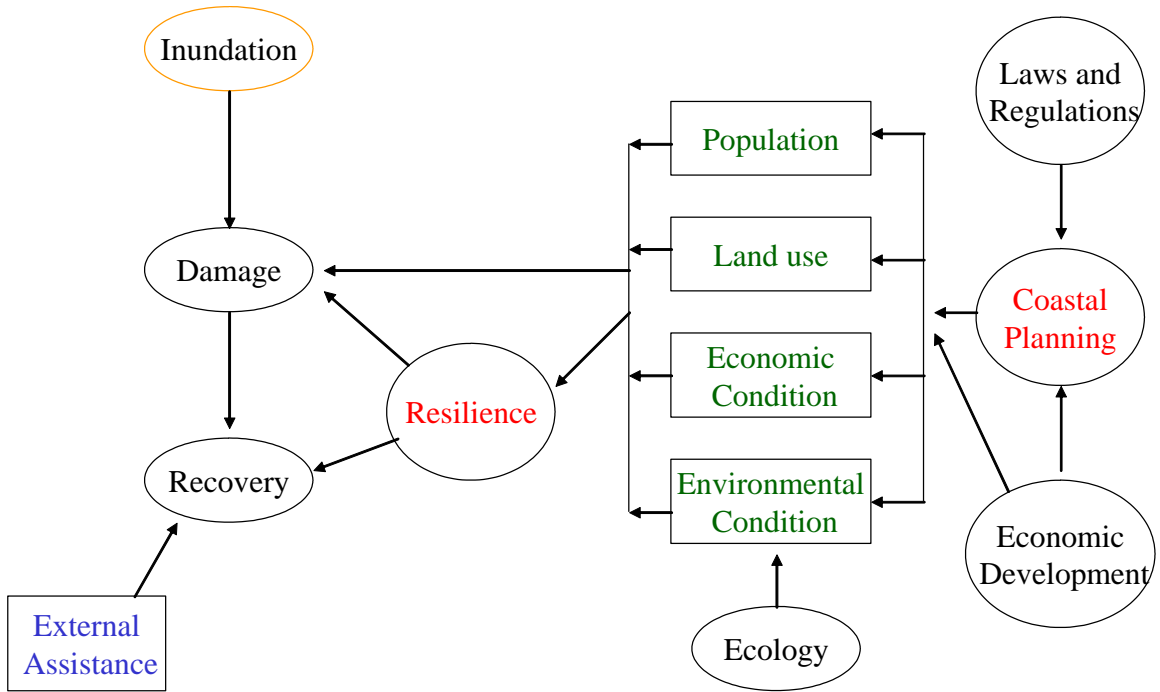 Inundation
Laws and
Regulations
Population
Damage
Land use
Coastal
Planning
Economic
Condition
Resilience
Recovery
Environmental
Condition
Economic
Development
External
Assistance
Ecology